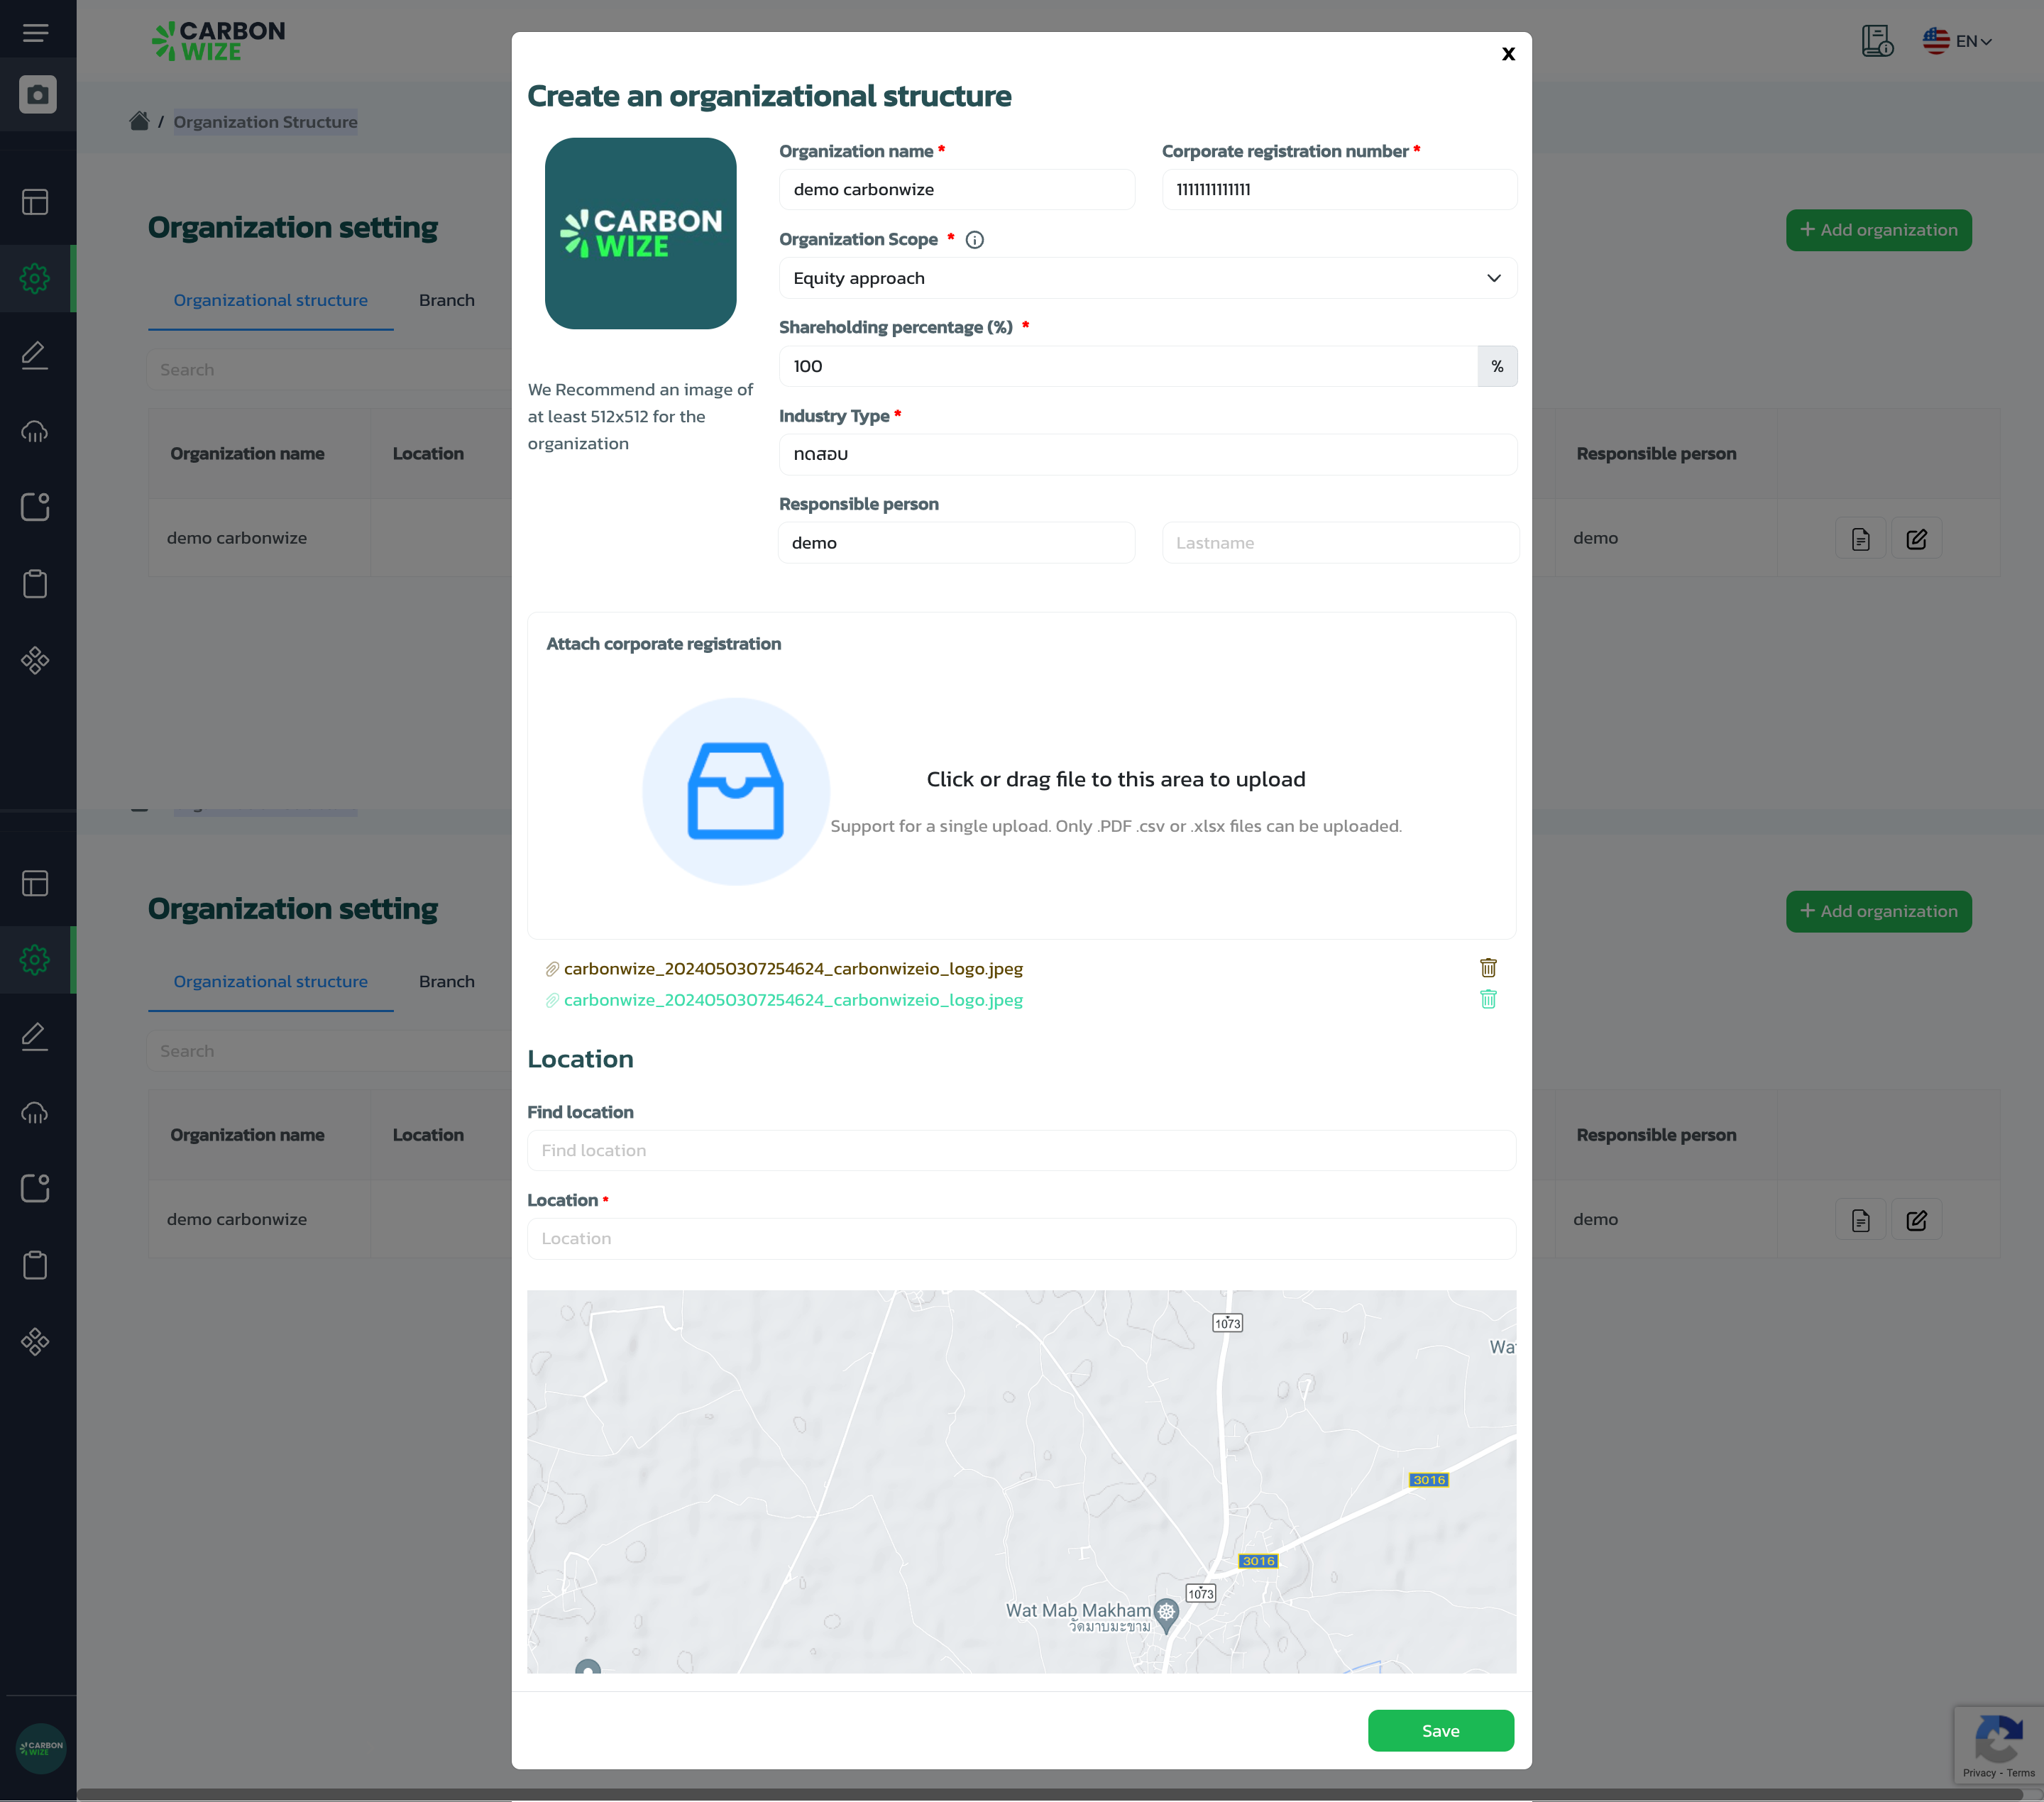 CARBON
WIZE
EN
/ Organization Structure
Organization setting
+ Add organization
Organizational structure
Branch
Search
Organization name
Location
Responsible person
demo carbonwize
demo
Organization setting
+ Add organization
Organizational structure
Branch
Search
Organization name
Location
Responsible person
demo carbonwize
demo
CARBON
WIZE
X
Create an organizational structure
CARBON
WIZE
We Recommend an image of
at least 512x512 for the
organization
Organization name *
Corporate registration number *
demo carbonwize
1111111111111
Organization Scope *
Equity approach
Shareholding percentage (%) *
100
%
Industry Type *
ทดสอบ
Responsible person
demo
Lastname
Attach corporate registration
Click or drag file to this area to upload
Support for a single upload. Only .PDF .csv or .xlsx files can be uploaded.
carbonwize_2024050307254624_carbonwizeio_logo.jpeg
carbonwize_2024050307254624_carbonwizeio_logo.jpeg
Location
Find location
Find location
Location *
Location
1073
3016
3016
1073
Wat Mab Makham
วัดมาบมะขาม
Save
Privacy - Terms